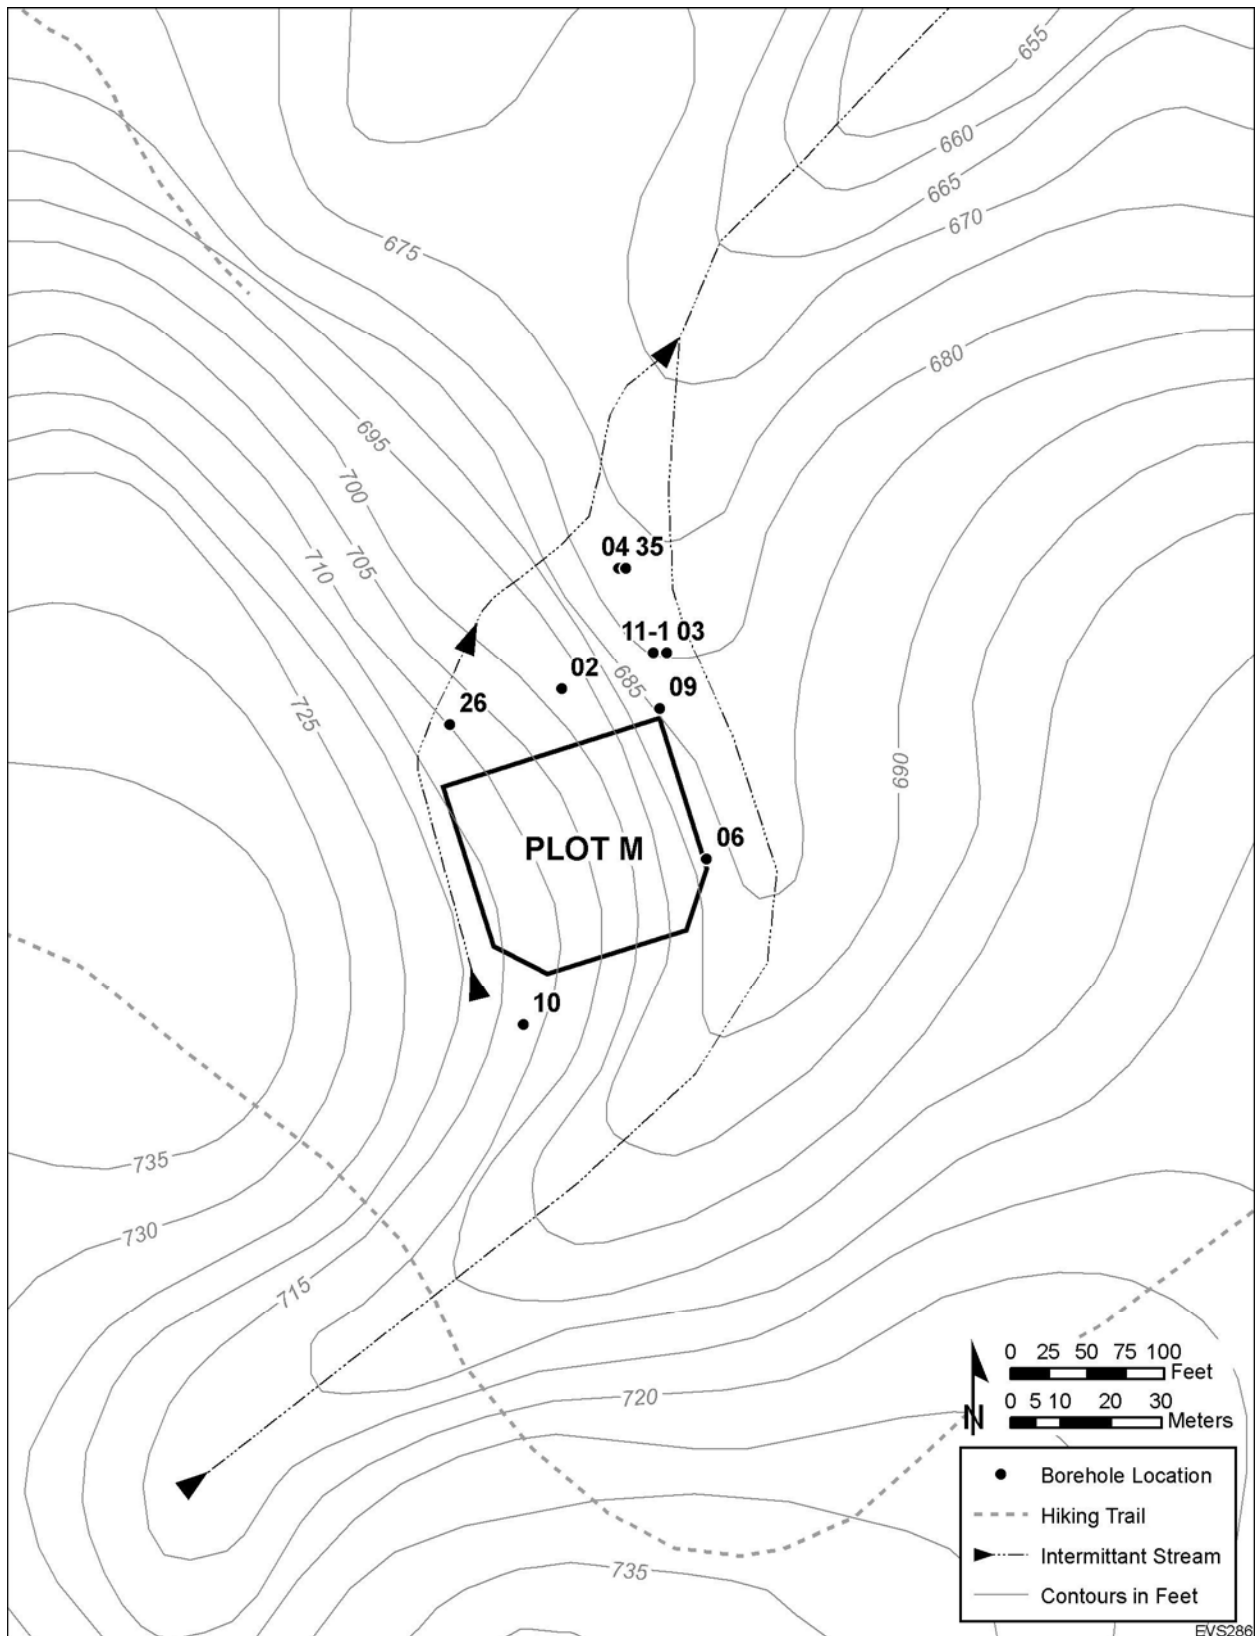 655
660
665
670
675
680
695
700
705
710
04 35
11-1 03
02
685
09
26
725
690
06
PLOT M
10
735
730
715
720
735
0 25 50 75 100
Feet
0 5 10 20 30
Meters
N
Borehole Location
Hiking Trail
Intermittant Stream
Contours in Feet
EVS286